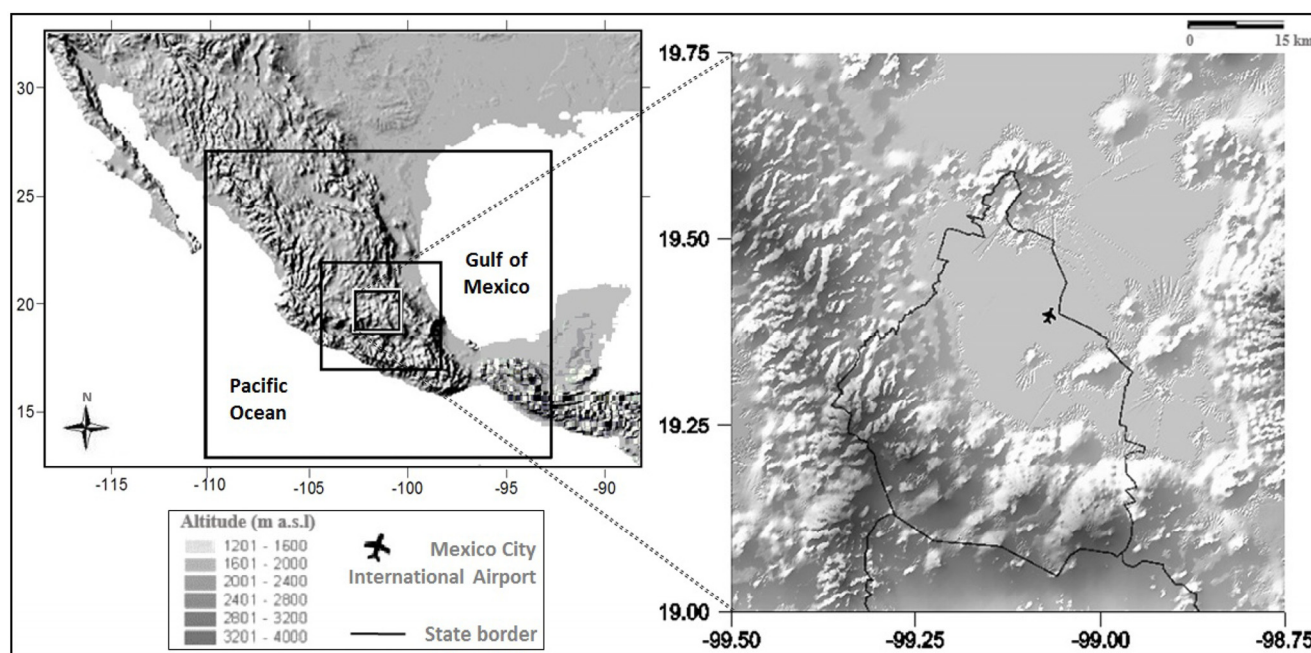 30
25
20
15
-115
-110
-105
-100
-95
-90
Gulf of
Mexico
Pacific
Ocean
N
Altitude (m a.s.l)
1201 - 1600
1601 - 2000
2001 - 2400
2401 - 2800
2801 - 3200
3201 - 4000
Mexico City
International Airport
State border
0 15 km
19.75
19.50
19.25
19.00
-99.50
-99.25
-99.00
-98.75